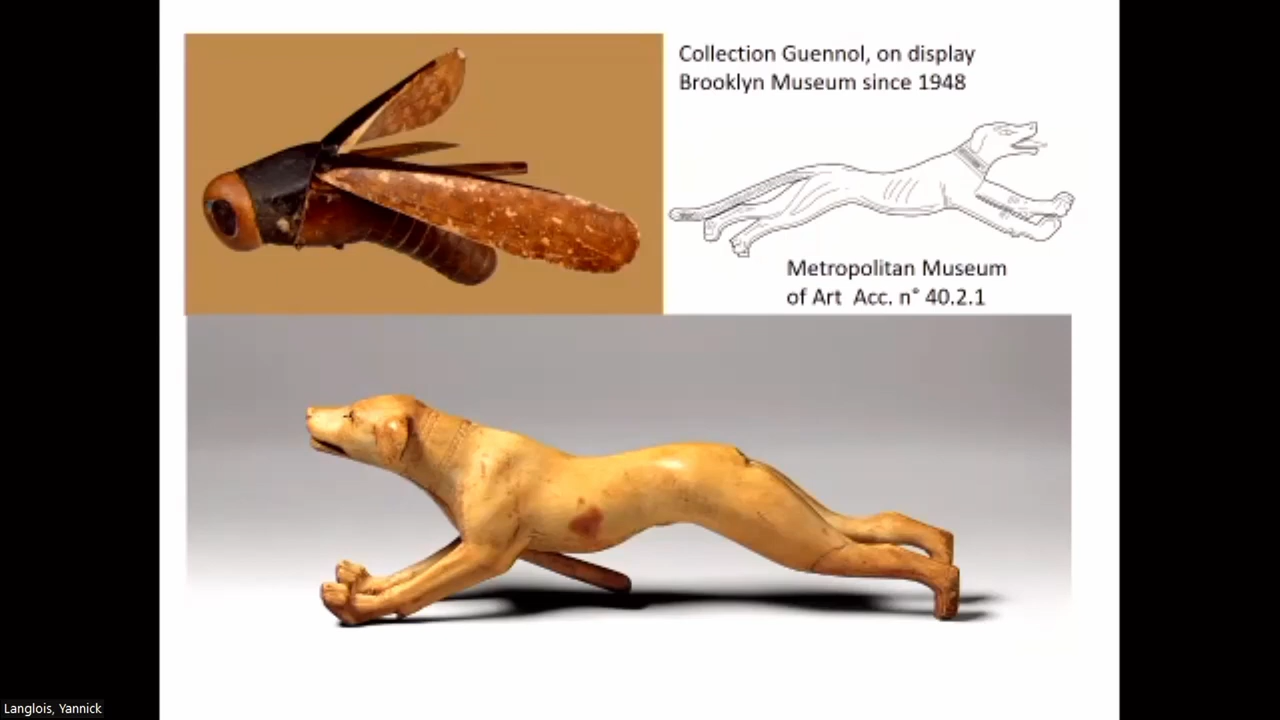 Collection Guennol, on display
Brooklyn Museum since 1948
Metropolitan Museum
of Art Acc. n° 40.2.1
Langlois, Yannick